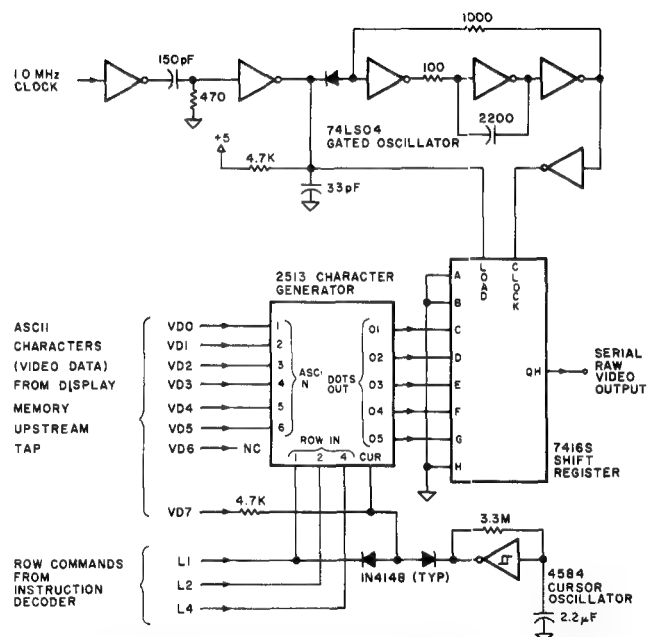 1000
150pF
1.0 MHz
CLOCK
470
100
2200
74LS04
GATED OSCILLATOR
+5
4.7K
33pF
2513 CHARACTER
GENERATOR
LOAD
CLOCK
A
B
C
D
E
F
G
H
QH
SERIAL
RAW
VIDEO
OUTPUT
7416S
SHIFT
REGISTER
ASCII
CHARACTERS
(VIDEO DATA)
FROM DISPLAY
MEMORY
UPSTREAM
TAP
VD0
VD1
VD2
VD3
VD4
VD5
VD6
NC
VD7
1
2
3
4
5
6
ASCI
IN
DOTS
OUT
O1
O2
O3
O4
O5
ROW IN
1 2 4 CUR
4.7K
ROW COMMANDS
FROM
INSTRUCTION
DECODER
L1
L2
L4
IN4148 (TYP)
3.3M
4584
CURSOR
OSCILLATOR
2.2µF